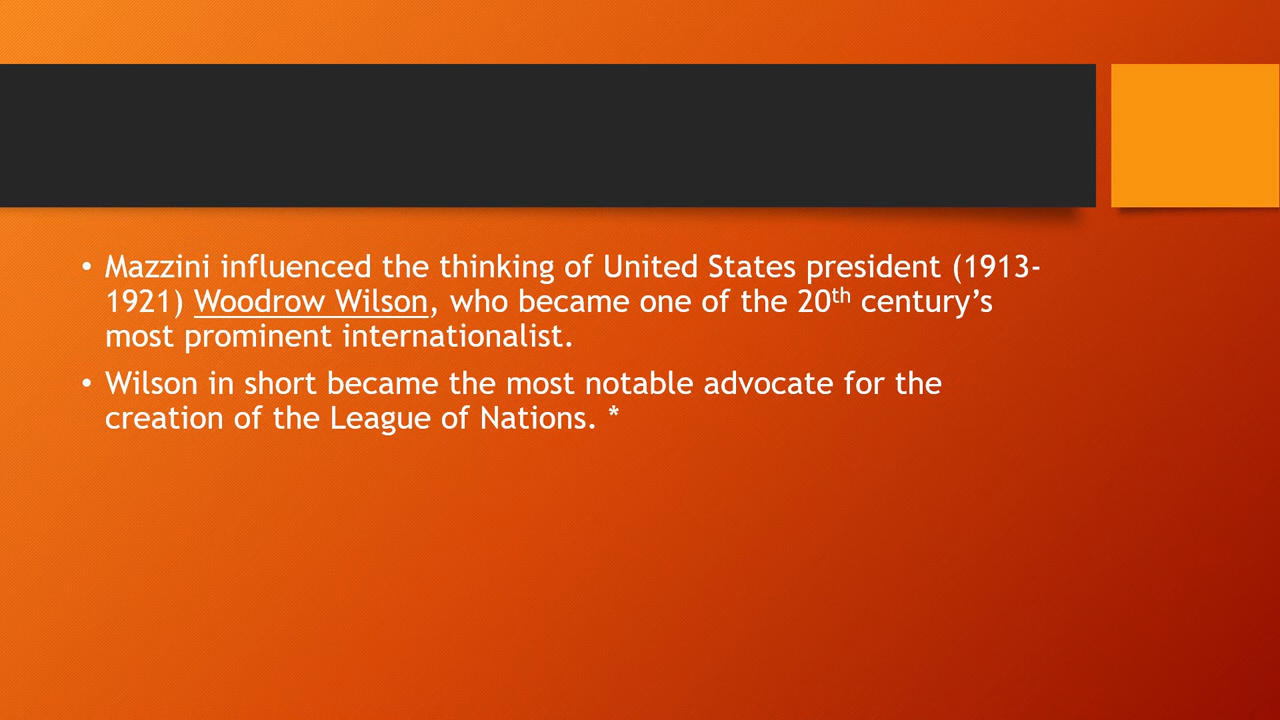 • Mazzini influenced the thinking of United States president (1913-
1921) Woodrow Wilson, who became one of the 20th century’s
most prominent internationalist.
• Wilson in short became the most notable advocate for the
creation of the League of Nations. *